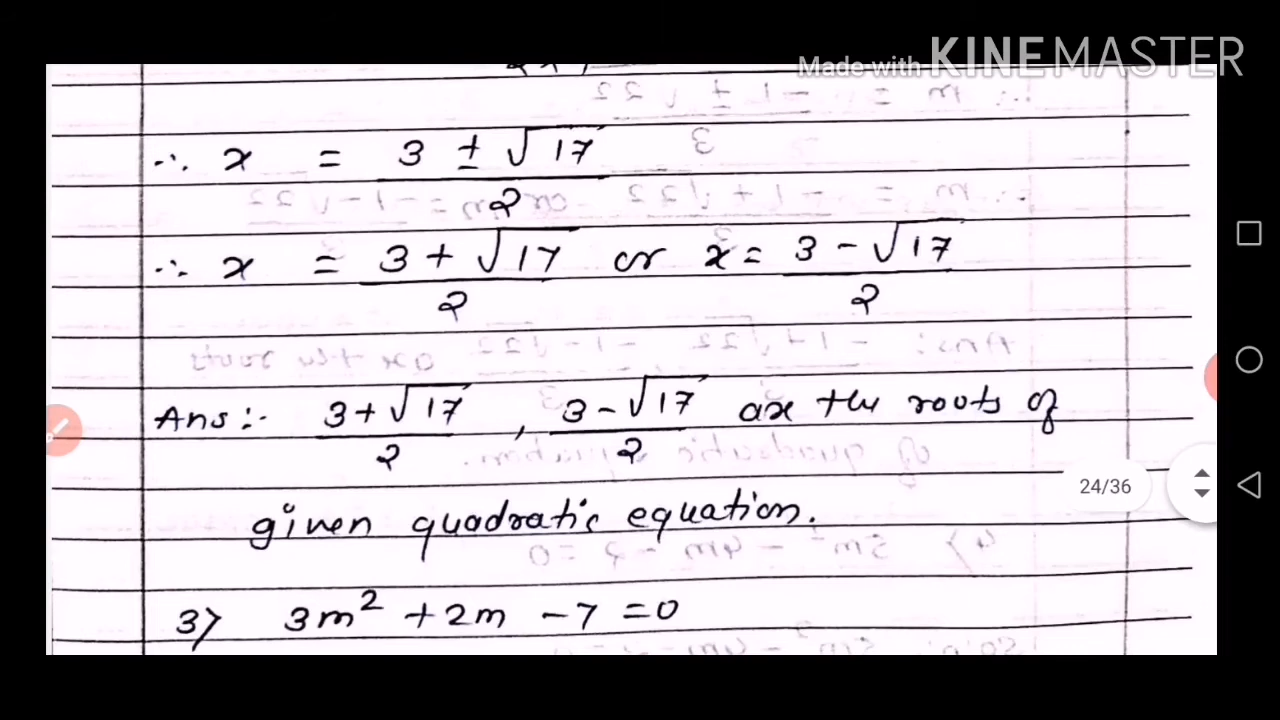 Made with KINEMASTER
∴ x = 3 ± √17 / 2
∴ x = 3 + √17 / 2 or x = 3 - √17 / 2
Ans :- 3 + √17 / 2 , 3 - √17 / 2 are the roots of
24/36
given quadratic equation.
3) 3m² + 2m - 7 = 0